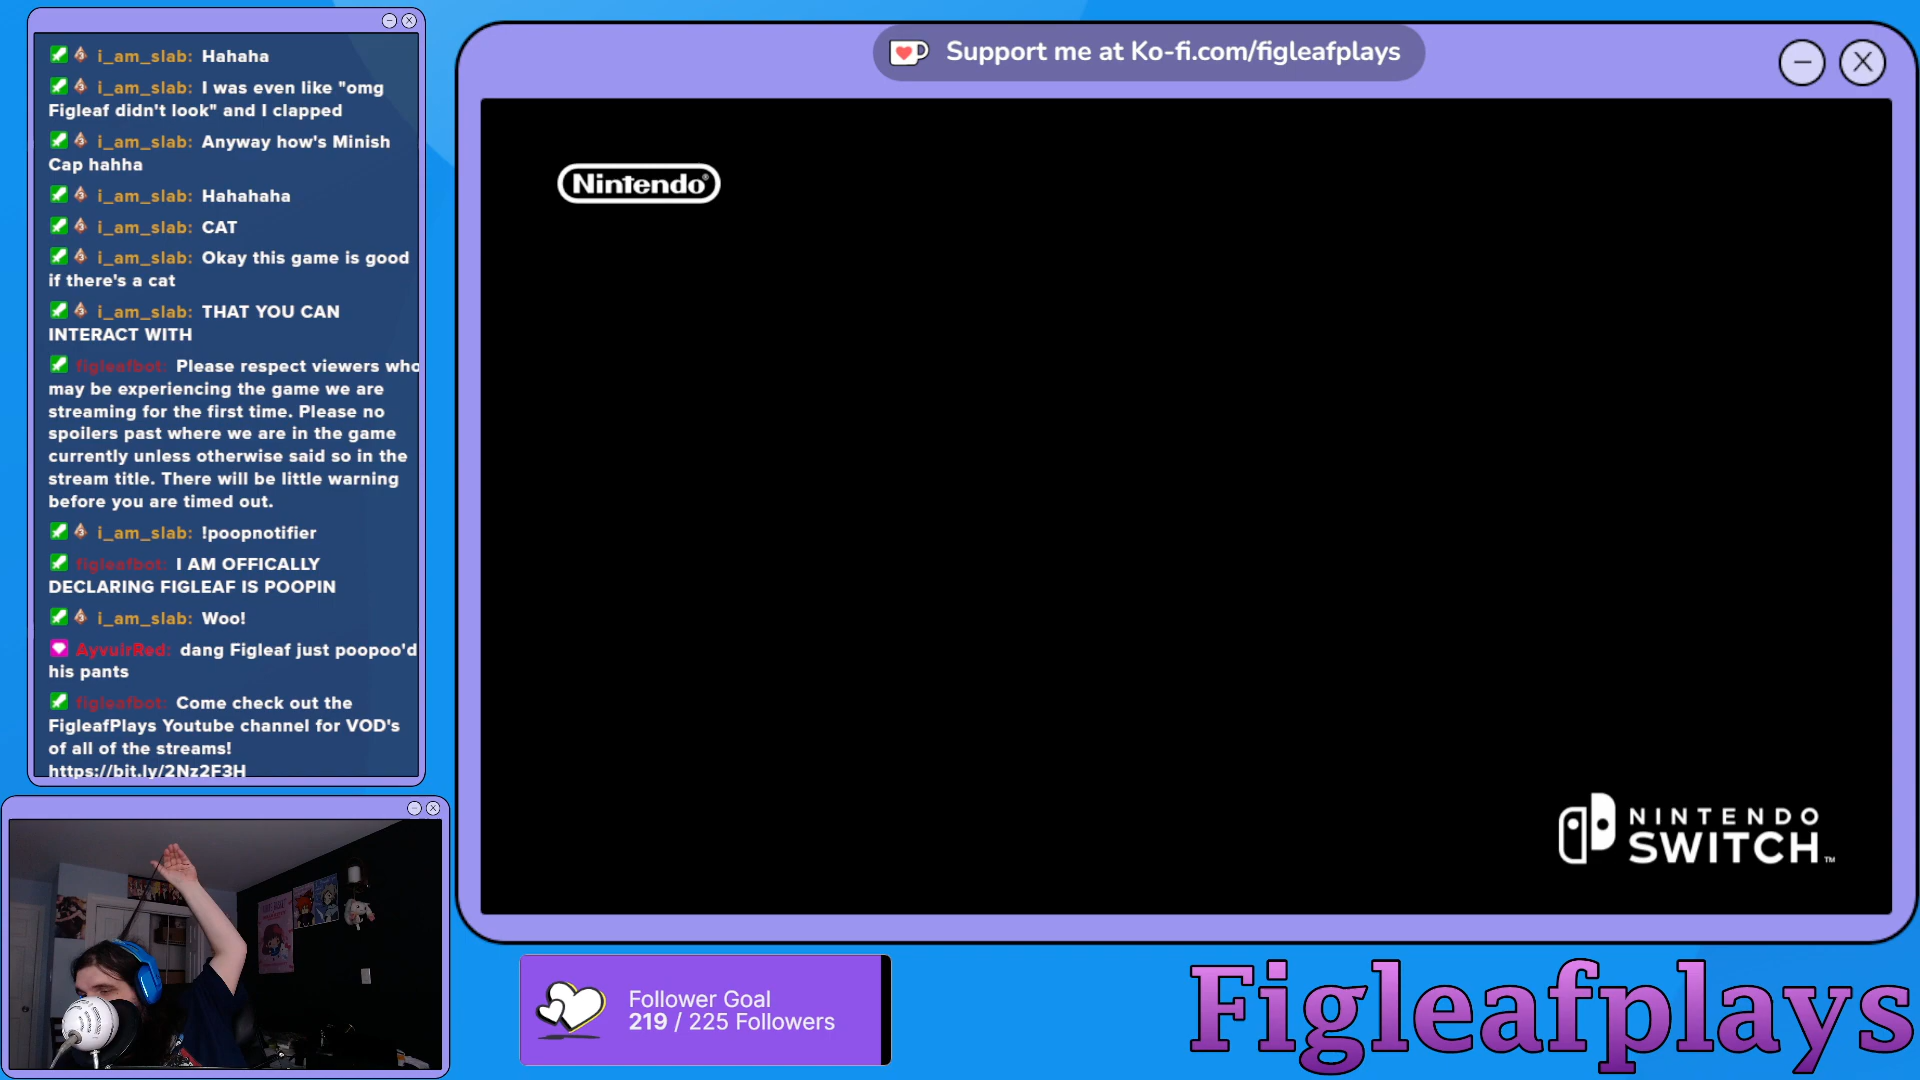 i_am_slab: Hahaha
i_am_slab: I was even like "omg
Figleaf didn't look" and I clapped
i_am_slab: Anyway how's Minish
Cap hahha
i_am_slab: Hahahaha
i_am_slab: CAT
i_am_slab: Okay this game is good
if there's a cat
i_am_slab: THAT YOU CAN
INTERACT WITH
figleafbot: Please respect viewers who
may be experiencing the game we are
streaming for the first time. Please no
spoilers past where we are in the game
currently unless otherwise said so in the
stream title. There will be little warning
before you are timed out.
i_am_slab: !poopnotifier
figleafbot: I AM OFFICALLY
DECLARING FIGLEAF IS POOPIN
i_am_slab: Woo!
AyvuIrRed: dang Figleaf just poopoo'd
his pants
figleafbot: Come check out the
FigleafPlays Youtube channel for VOD's
of all of the streams!
https://bit.ly/2Nz2F3H
Support me at Ko-fi.com/figleafplays
Nintendo®
NINTENDO
SWITCH™
Follower Goal
219 / 225 Followers
Figleafplays